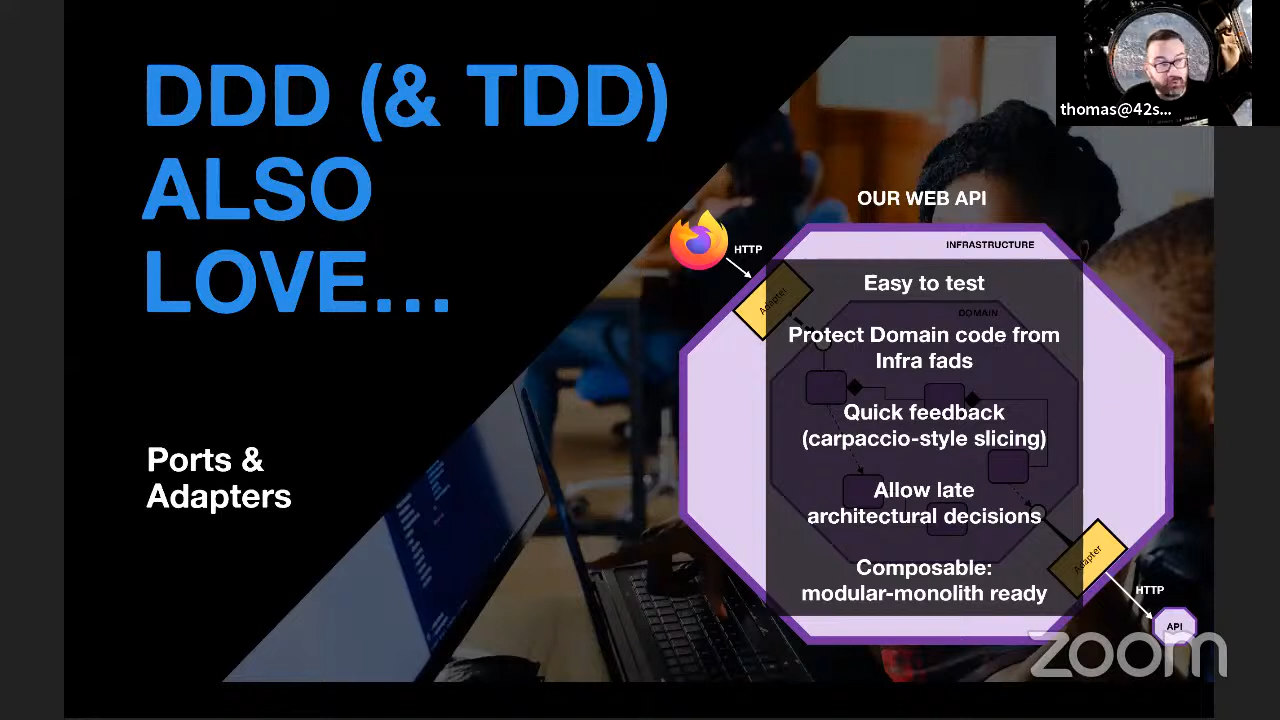 DDD (& TDD)
ALSO
LOVE...
Ports &
Adapters
thomas@42s...
OUR WEB API
HTTP
INFRASTRUCTURE
Adapter
DOMAIN
Easy to test
Protect Domain code from
Infra fads
Quick feedback
(carpaccio-style slicing)
Allow late
architectural decisions
Composable:
modular-monolith ready
Adapter
HTTP
API
zoom